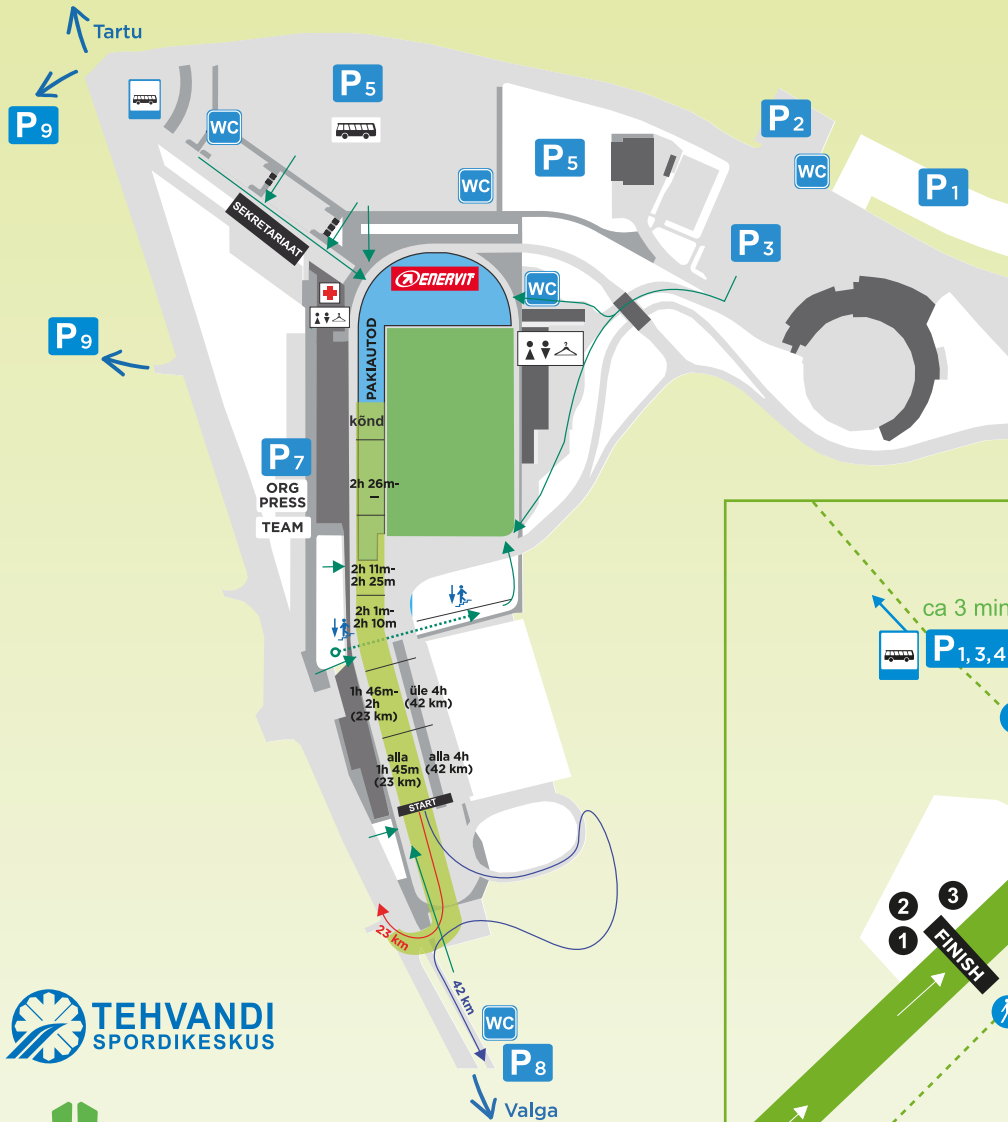 Tartu
P9
P5
WC
P2
P5
WC
WC
P1
SEKRETARIAAT
P3
ENERVIT
WC
P9
PAKIAUTOD
kõnd
P7
ORG
PRESS
TEAM
2h 26m-
–
2h 11m-
2h 25m
2h 1m-
2h 10m
ca 3 min
P1, 3, 4
1h 46m-
2h
(23 km)
üle 4h
(42 km)
alla
1h 45m
(23 km)
alla 4h
(42 km)
START
2
3
1
FINISH
23 km
42 km
TEHVANDI
SPORDIKESKUS
WC
P8
Valga